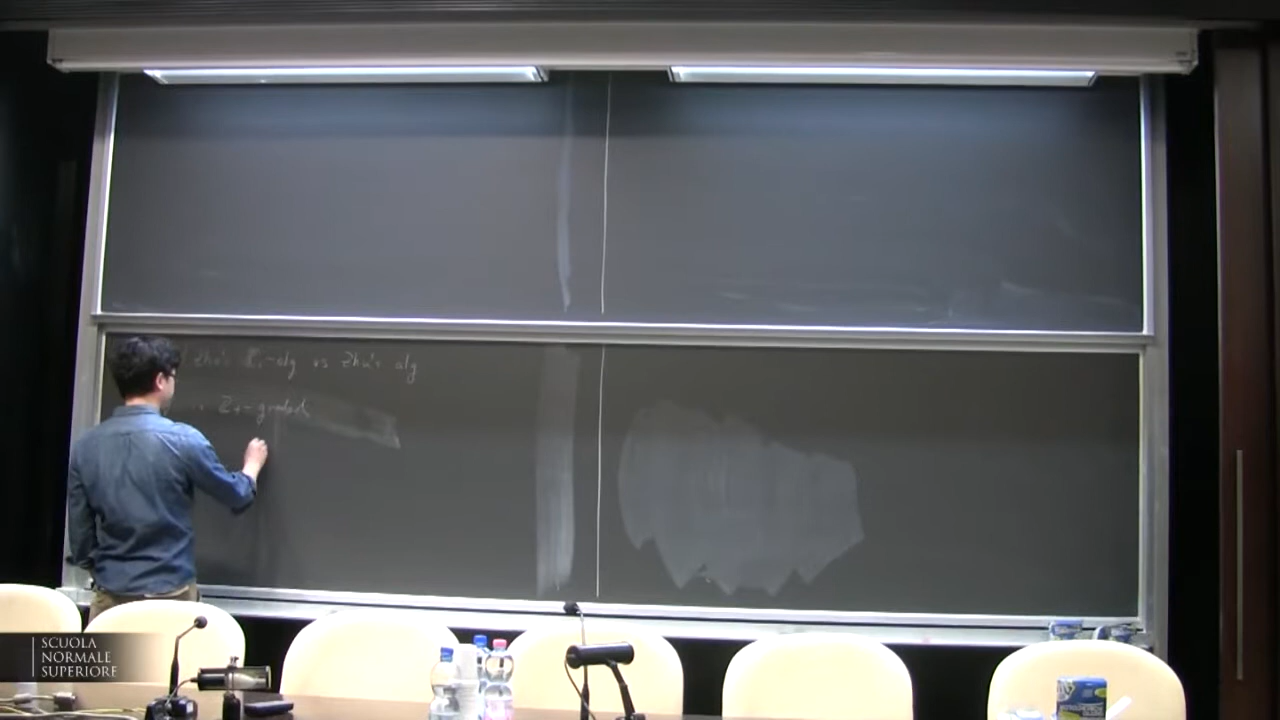 Zhu's
-alg vs Zhu's alg
Z₊-graded
SCUOLA
NORMALE
SUPERIORE